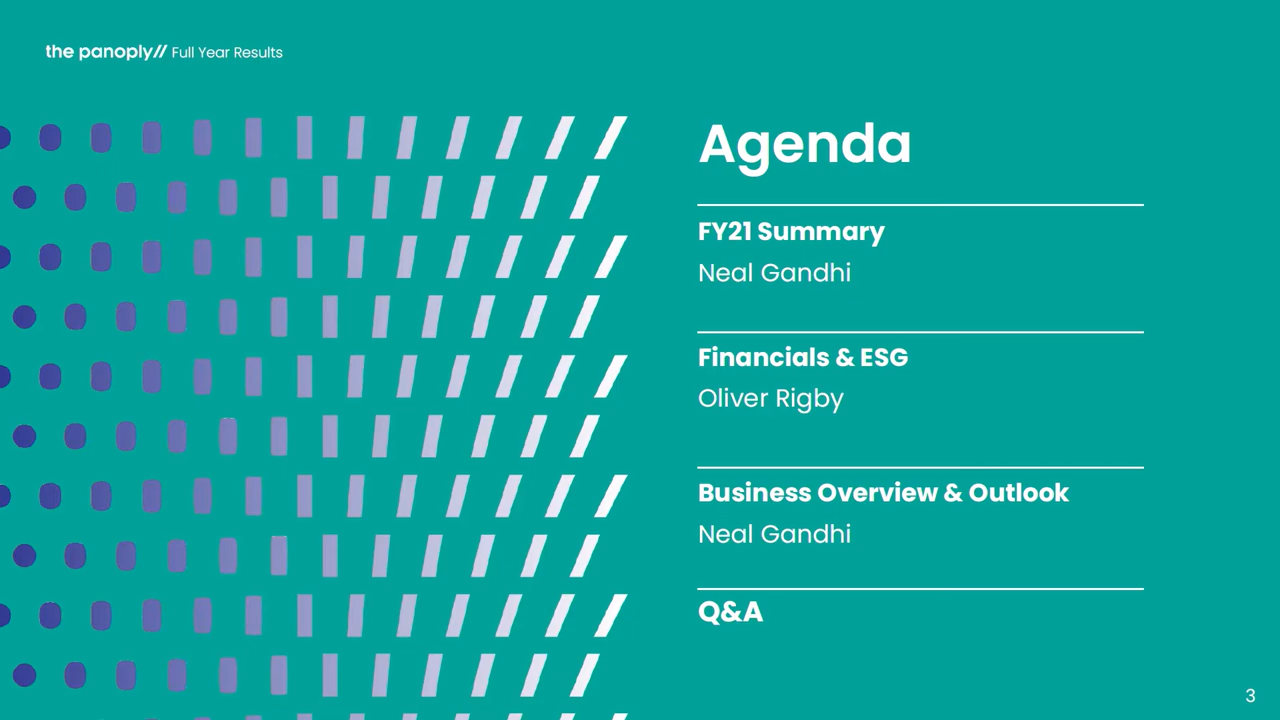 the panoply// Full Year Results
Agenda
FY21 Summary
Neal Gandhi
Financials & ESG
Oliver Rigby
Business Overview & Outlook
Neal Gandhi
Q&A
3